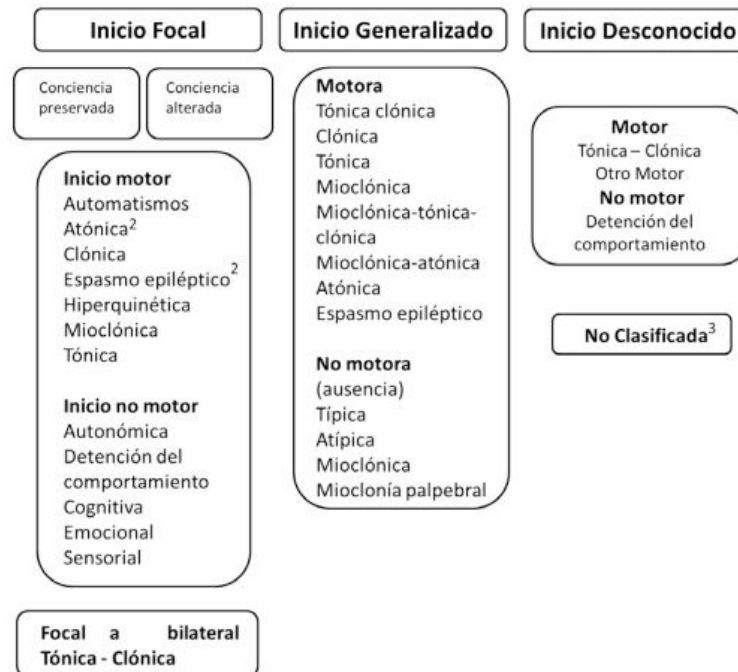 Inicio Focal
Conciencia
preservada
Conciencia
alterada
Inicio motor
Automatismos
Atónica²
Clónica
Espasmo epiléptico²
Hiperquinética
Mioclónica
Tónica
Inicio no motor
Autonómica
Detención del
comportamiento
Cognitiva
Emocional
Sensorial
Focal a bilateral
Tónica - Clónica
Inicio Generalizado
Motora
Tónica clónica
Clónica
Tónica
Mioclónica
Mioclónica-tónica-
clónica
Mioclónica-atónica
Atónica
Espasmo epiléptico
No motora
(ausencia)
Típica
Atípica
Mioclónica
Mioclonía palpebral
Inicio Desconocido
Motor
Tónica – Clónica
Otro Motor
No motor
Detención del
comportamiento
No Clasificada³